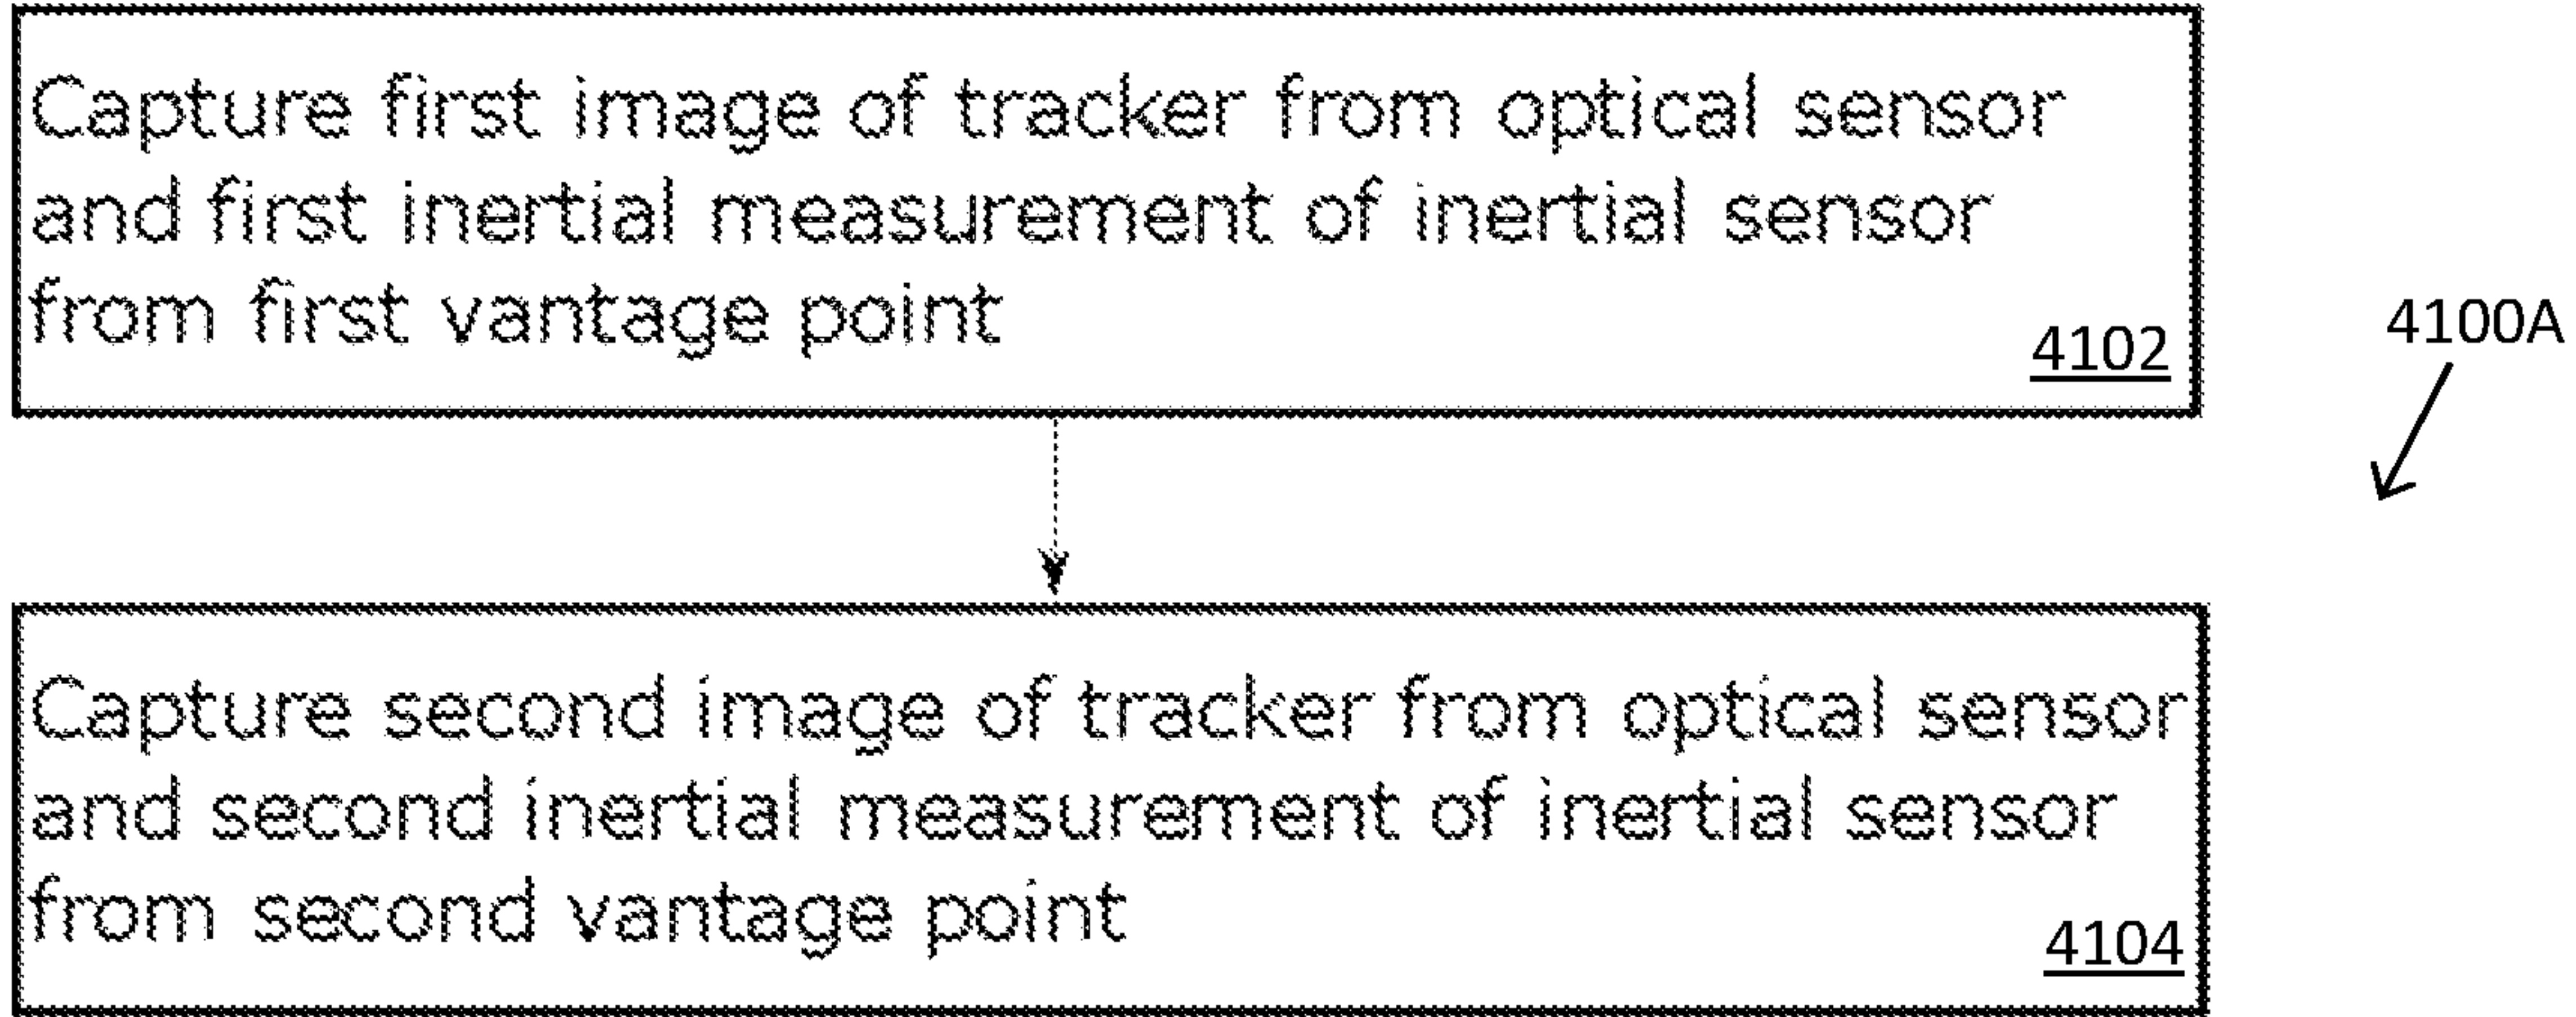 Capture first image of tracker from optical sensor
and first inertial measurement of inertial sensor
from first vantage point
4102
4100A
Capture second image of tracker from optical sensor
and second inertial measurement of inertial sensor
from second vantage point
4104